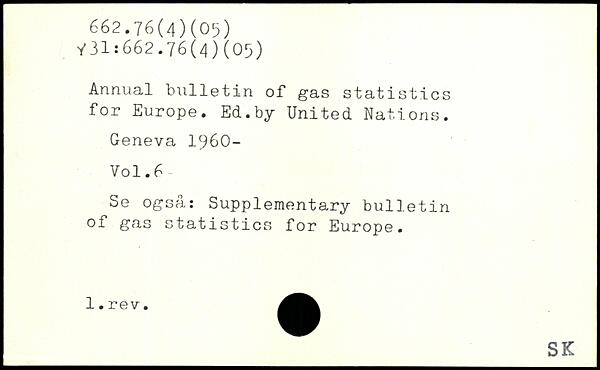 662.76(4)(05)
y31:662.76(4)(05)
Annual bulletin of gas statistics
for Europe. Ed.by United Nations.
Geneva 1960-
Vol.6-
Se også: Supplementary bulletin
of gas statistics for Europe.
1.rev.
SK